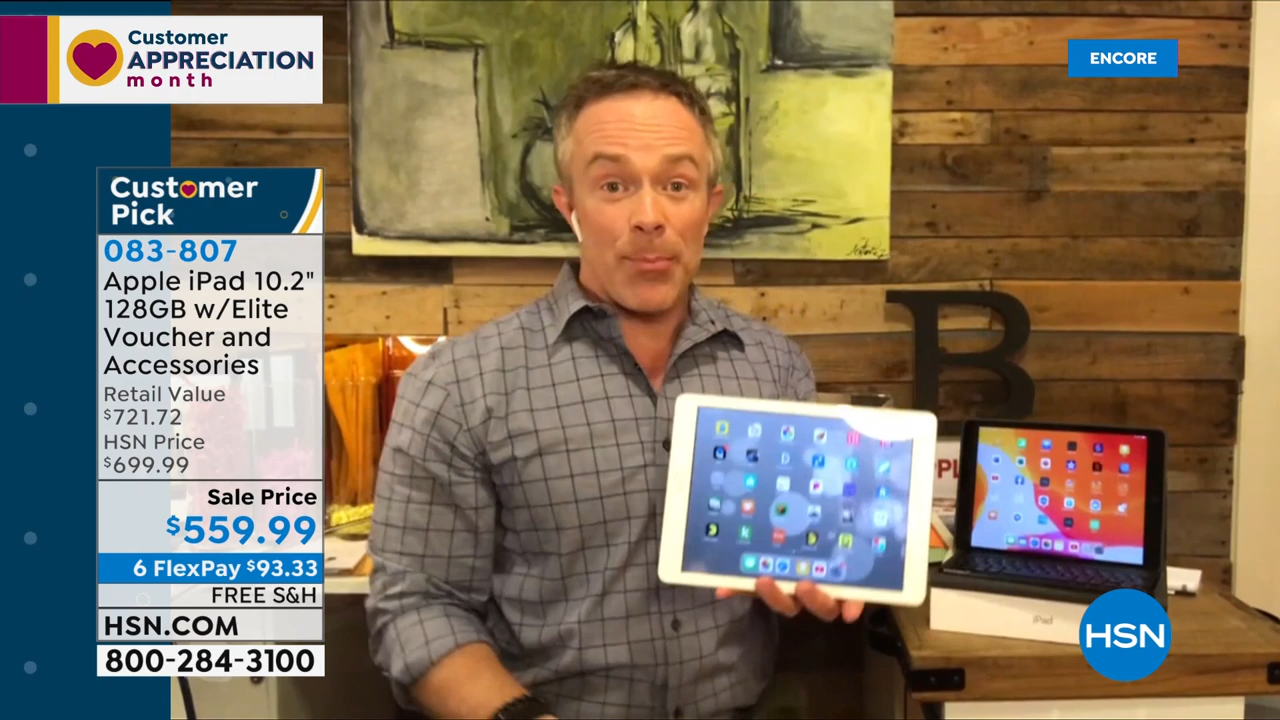 Customer
APPRECIATION
month
ENCORE
Customer
Pick
083-807
Apple iPad 10.2"
128GB w/Elite
Voucher and
Accessories
Retail Value
$721.72
HSN Price
$699.99
Sale Price
$559.99
6 FlexPay $93.33
FREE S&H
HSN.COM
800-284-3100
B
iPad
HSN